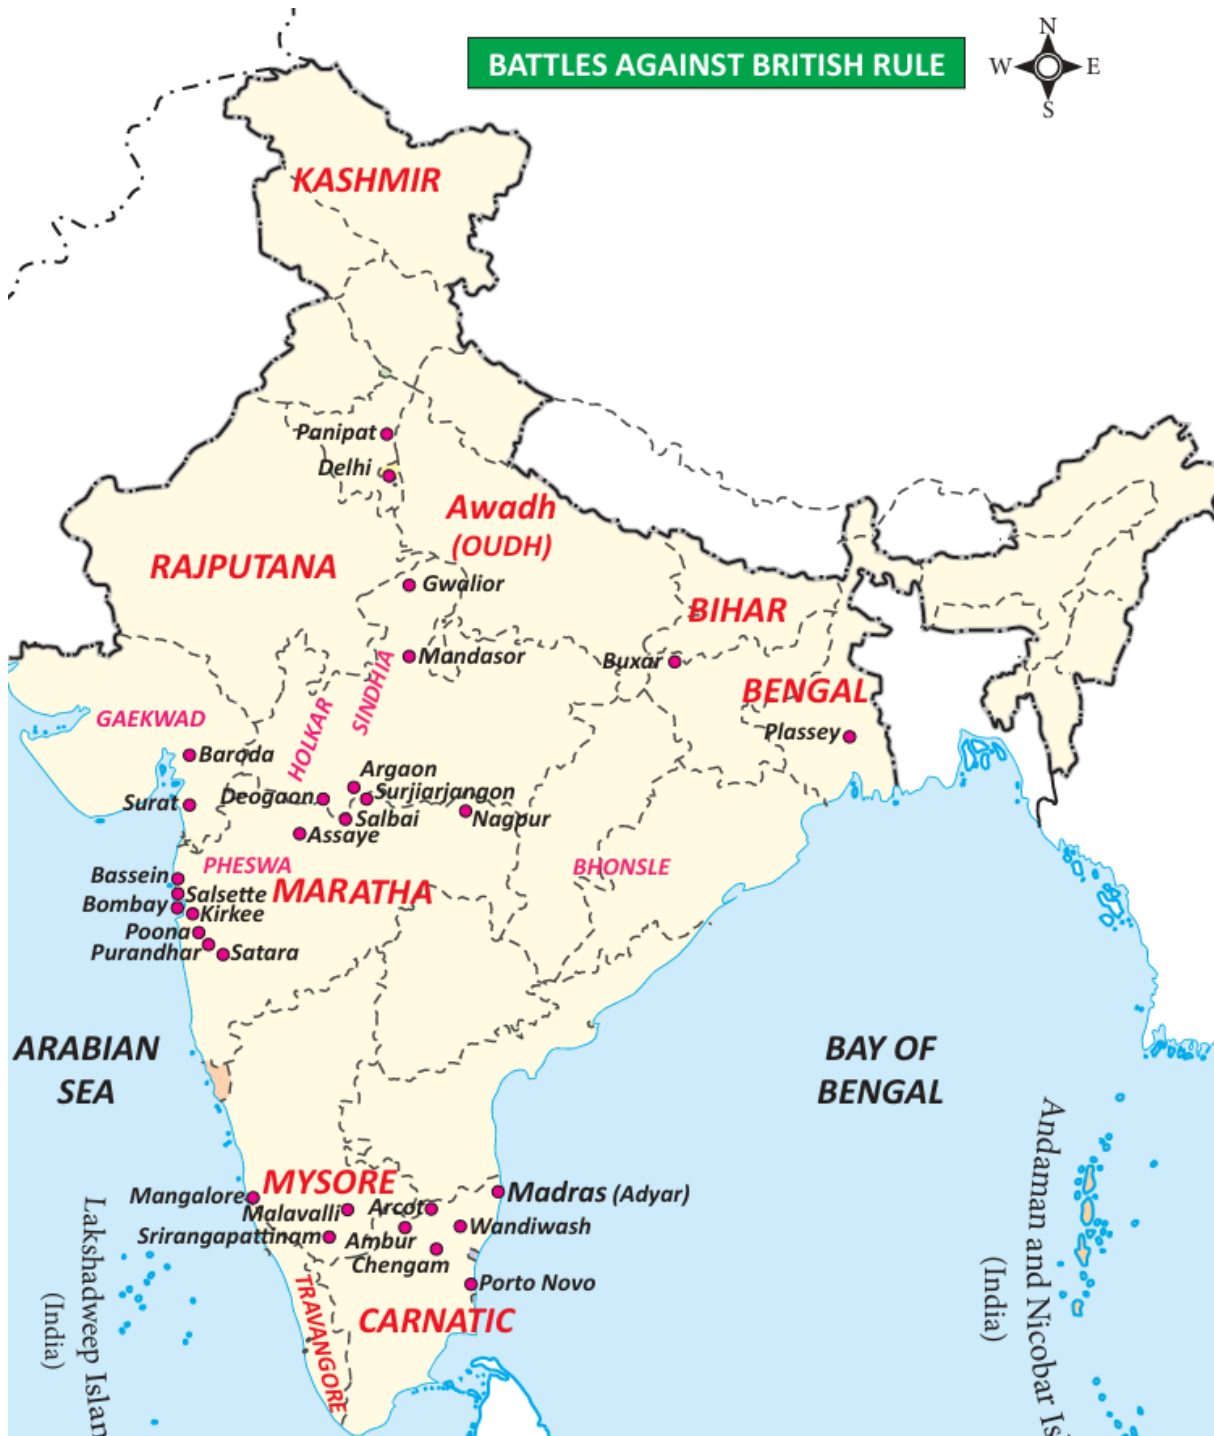 BATTLES AGAINST BRITISH RULE
N
W E
S
KASHMIR
Panipat
Delhi
Awadh
(OUDH)
RAJPUTANA
Gwalior
BIHAR
Mandasor
Buxar
SINDHIA
BENGAL
HOLKAR
GAEKWAD
Plassey
Baroda
Argaon
Deogaon
Surjiarjangon
Surat
Salbai
Nagpur
Assaye
PHESWA
BHONSLE
Bassein
MARATHA
Salsette
Bombay
Kirkee
Poona
Purandhar
Satara
ARABIAN
SEA
BAY OF
BENGAL
MYSORE
Mangalore
Madras (Adyar)
Malavalli
Arcot
Srirangapattinam
Ambur
Wandiwash
Chengam
Porto Novo
TRAVANGORE
CARNATIC
Lakshadweep Islan
(India)
Andaman and Nicobar Is
(India)